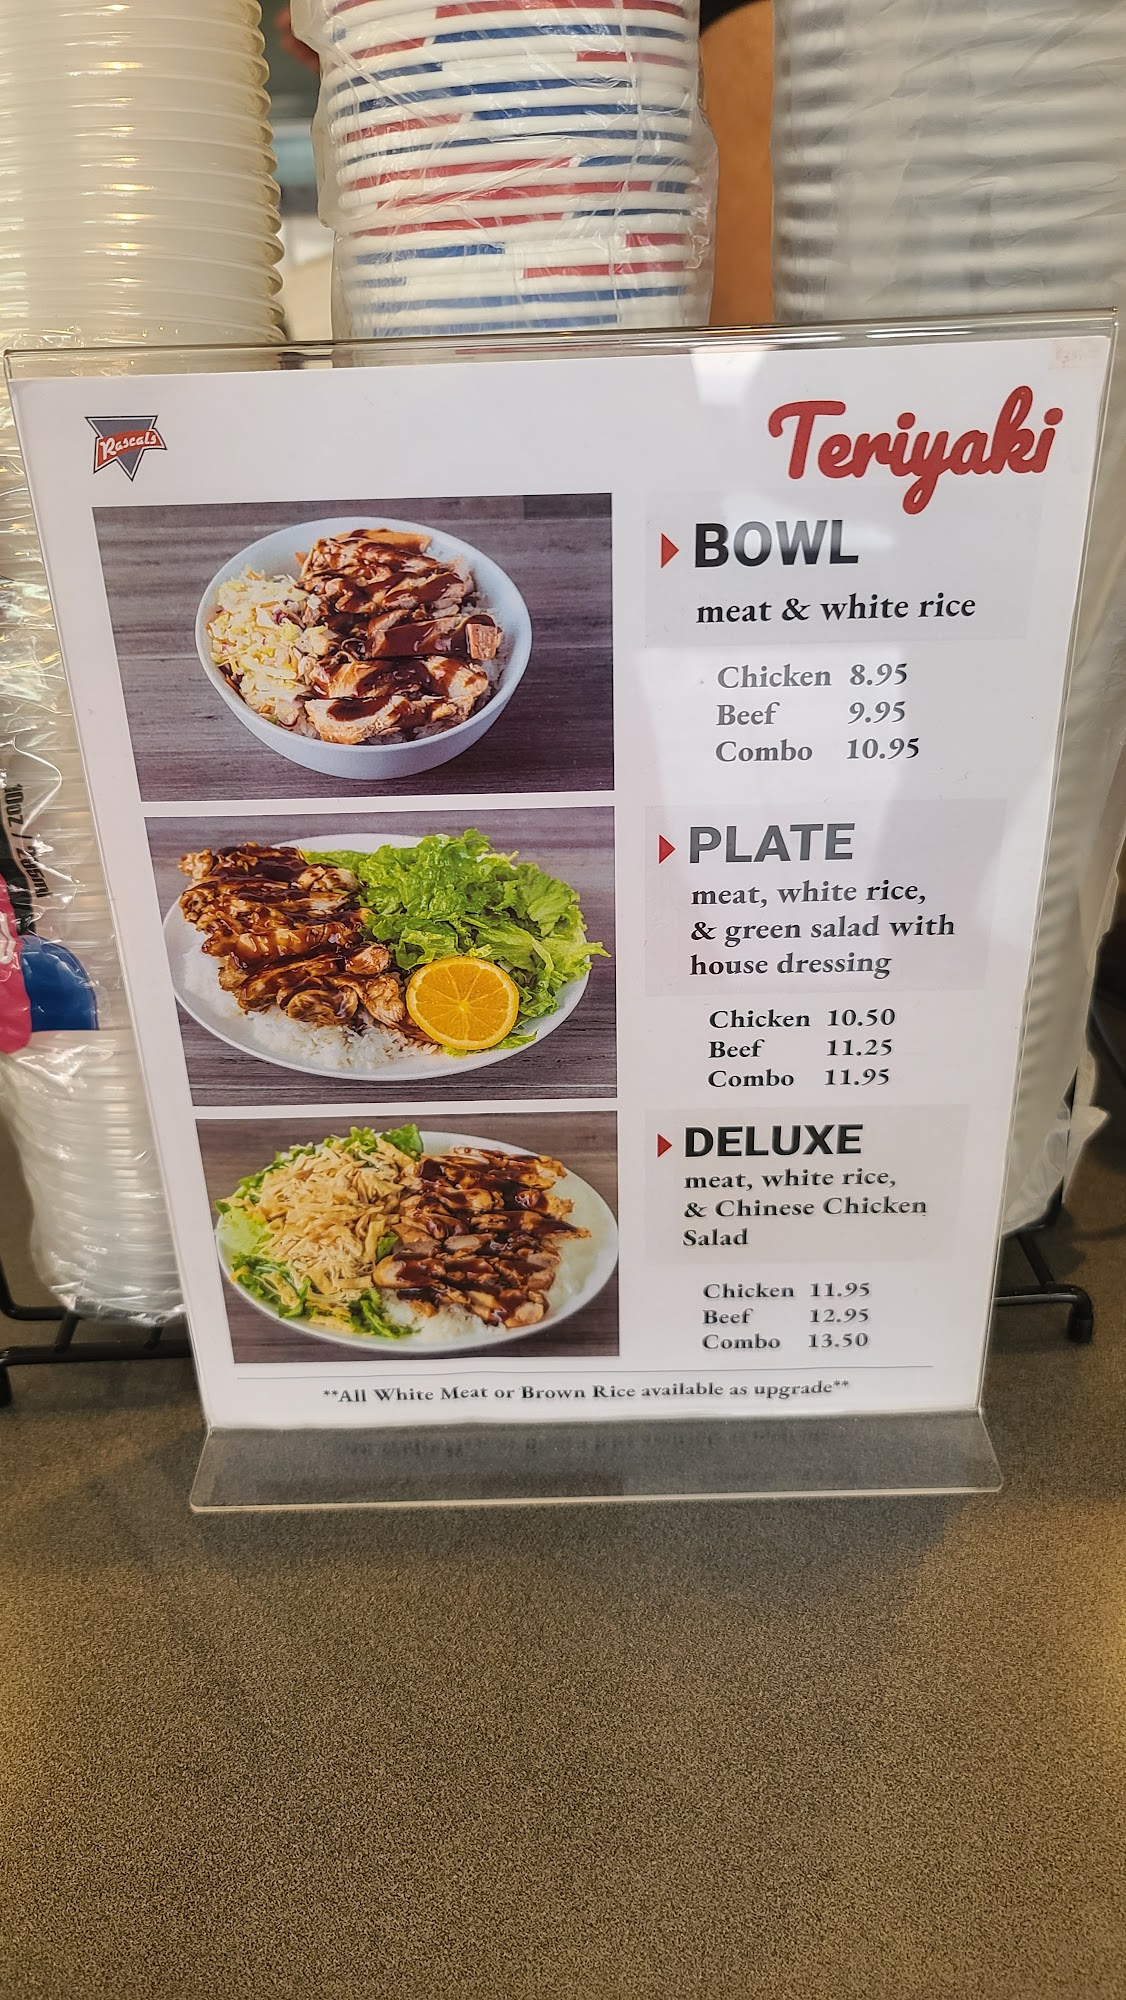 Rascals
Teriyaki
BOWL
meat & white rice
Chicken 8.95
Beef 9.95
Combo 10.95
PLATE
meat, white rice,
& green salad with
house dressing
Chicken 10.50
Beef 11.25
Combo 11.95
DELUXE
meat, white rice,
& Chinese Chicken
Salad
Chicken 11.95
Beef 12.95
Combo 13.50
**All White Meat or Brown Rice available as upgrade**
10oz /